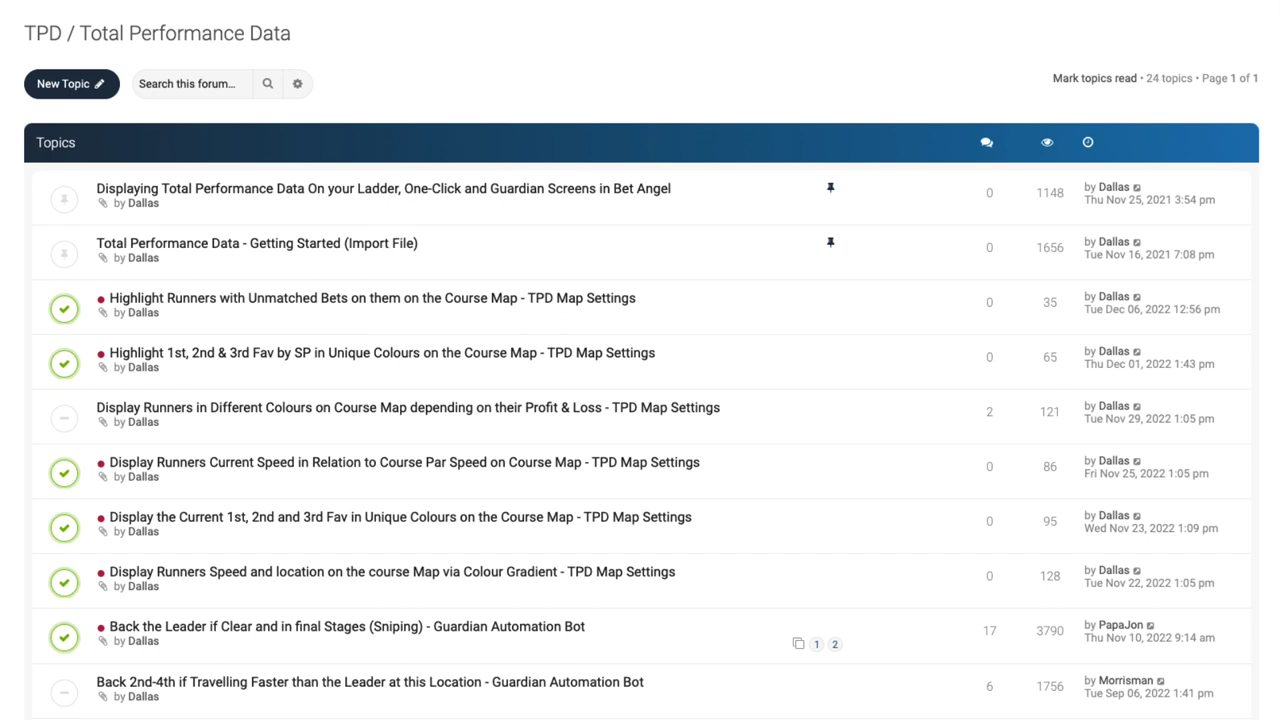 TPD / Total Performance Data
New Topic
Search this forum...
Mark topics read • 24 topics • Page 1 of 1
Topics
Displaying Total Performance Data On your Ladder, One-Click and Guardian Screens in Bet Angel
by Dallas
0
1148
by Dallas
Thu Nov 25, 2021 3:54 pm
Total Performance Data - Getting Started (Import File)
by Dallas
0
1656
by Dallas
Tue Nov 16, 2021 7:08 pm
Highlight Runners with Unmatched Bets on them on the Course Map - TPD Map Settings
by Dallas
0
35
by Dallas
Tue Dec 06, 2022 12:56 pm
Highlight 1st, 2nd & 3rd Fav by SP in Unique Colours on the Course Map - TPD Map Settings
by Dallas
0
65
by Dallas
Thu Dec 01, 2022 1:43 pm
Display Runners in Different Colours on Course Map depending on their Profit & Loss - TPD Map Settings
by Dallas
2
121
by Dallas
Tue Nov 29, 2022 1:05 pm
Display Runners Current Speed in Relation to Course Par Speed on Course Map - TPD Map Settings
by Dallas
0
86
by Dallas
Fri Nov 25, 2022 1:05 pm
Display the Current 1st, 2nd and 3rd Fav in Unique Colours on the Course Map - TPD Map Settings
by Dallas
0
95
by Dallas
Wed Nov 23, 2022 1:09 pm
Display Runners Speed and location on the course Map via Colour Gradient - TPD Map Settings
by Dallas
0
128
by Dallas
Tue Nov 22, 2022 1:05 pm
Back the Leader if Clear and in final Stages (Sniping) - Guardian Automation Bot
by Dallas
1 2
17
3790
by PapaJon
Thu Nov 10, 2022 9:14 am
Back 2nd-4th if Travelling Faster than the Leader at this Location - Guardian Automation Bot
by Dallas
6
1756
by Morrisman
Tue Sep 06, 2022 1:41 pm